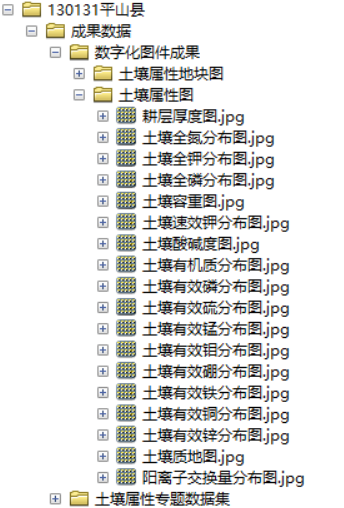 130131平山县
成果数据
数字化图件成果
土壤属性地块图
土壤属性图
耕层厚度图.jpg
土壤全氮分布图.jpg
土壤全钾分布图.jpg
土壤全磷分布图.jpg
土壤容重图.jpg
土壤速效钾分布图.jpg
土壤酸碱度图.jpg
土壤有机质分布图.jpg
土壤有效磷分布图.jpg
土壤有效硫分布图.jpg
土壤有效锰分布图.jpg
土壤有效钼分布图.jpg
土壤有效硼分布图.jpg
土壤有效铁分布图.jpg
土壤有效铜分布图.jpg
土壤有效锌分布图.jpg
土壤质地图.jpg
阳离子交换量分布图.jpg
土壤属性专题数据集